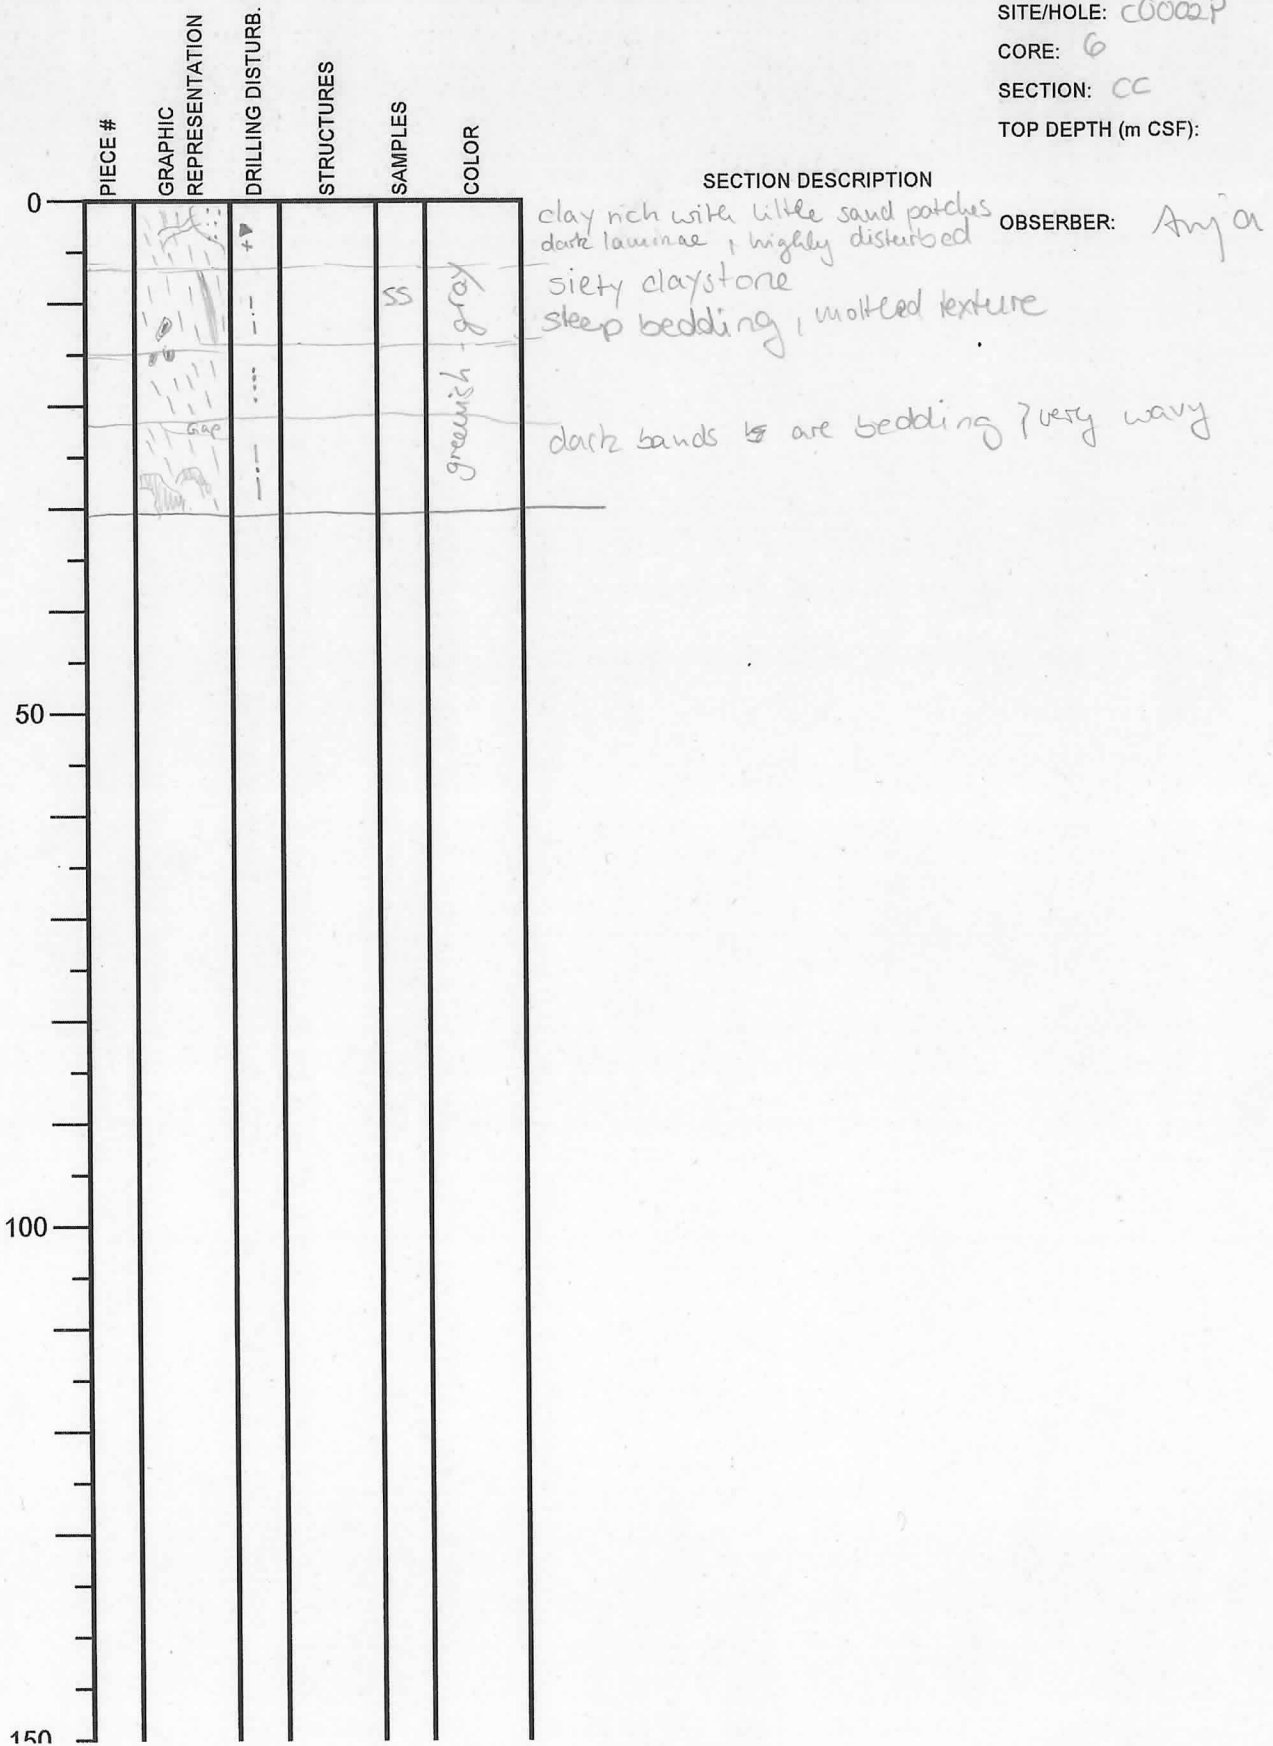 SITE/HOLE: C0002P
CORE: 6
SECTION: CC
TOP DEPTH (m CSF):
PIECE #
GRAPHIC
REPRESENTATION
DRILLING DISTURB.
STRUCTURES
SAMPLES
COLOR
SECTION DESCRIPTION
OBSERBER: Anja
0
clay rich with little sand patches
dark laminae, highly disturbed
SS
siety claystone
steep bedding, mottled texture
greenish-gray
Gap
dark bands are bedding ? very wavy
50
100
150